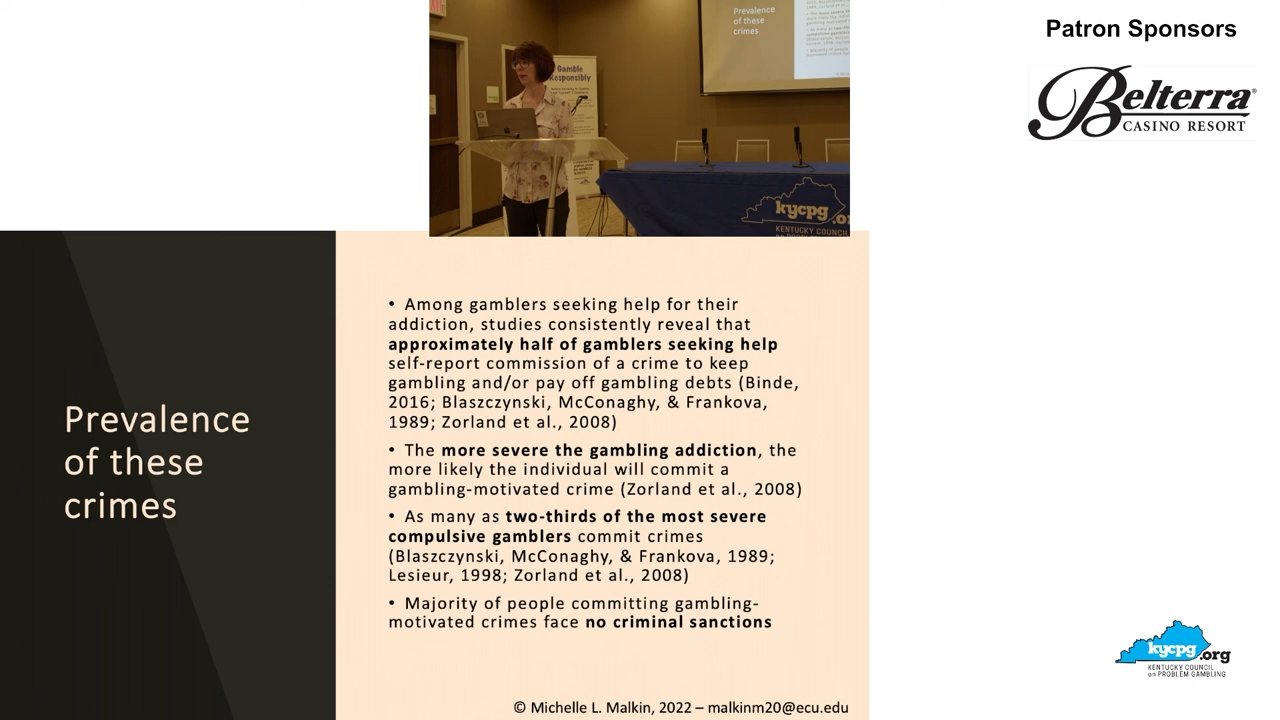 Patron Sponsors
Belterra
CASINO RESORT
Prevalence
of these
crimes
Gamble
Responsibly
kycpg
KENTUCKY COUNCIL
Prevalence
of these
crimes
• Among gamblers seeking help for their
addiction, studies consistently reveal that
approximately half of gamblers seeking help
self-report commission of a crime to keep
gambling and/or pay off gambling debts (Binde,
2016; Blaszczynski, McConaghy, & Frankova,
1989; Zorland et al., 2008)
• The more severe the gambling addiction, the
more likely the individual will commit a
gambling-motivated crime (Zorland et al., 2008)
• As many as two-thirds of the most severe
compulsive gamblers commit crimes
(Blaszczynski, McConaghy, & Frankova, 1989;
Lesieur, 1998; Zorland et al., 2008)
• Majority of people committing gambling-
motivated crimes face no criminal sanctions
© Michelle L. Malkin, 2022 – malkinm20@ecu.edu
kycpg.org
KENTUCKY COUNCIL
on PROBLEM GAMBLING